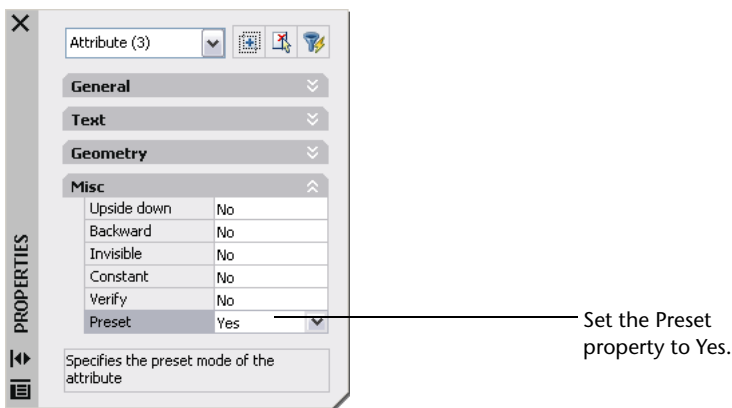 Attribute (3)
General
Text
Geometry
Misc
Upside down No
Backward No
Invisible No
Constant No
Verify No
Preset Yes
Specifies the preset mode of the
attribute
PROPERTIES
Set the Preset
property to Yes.